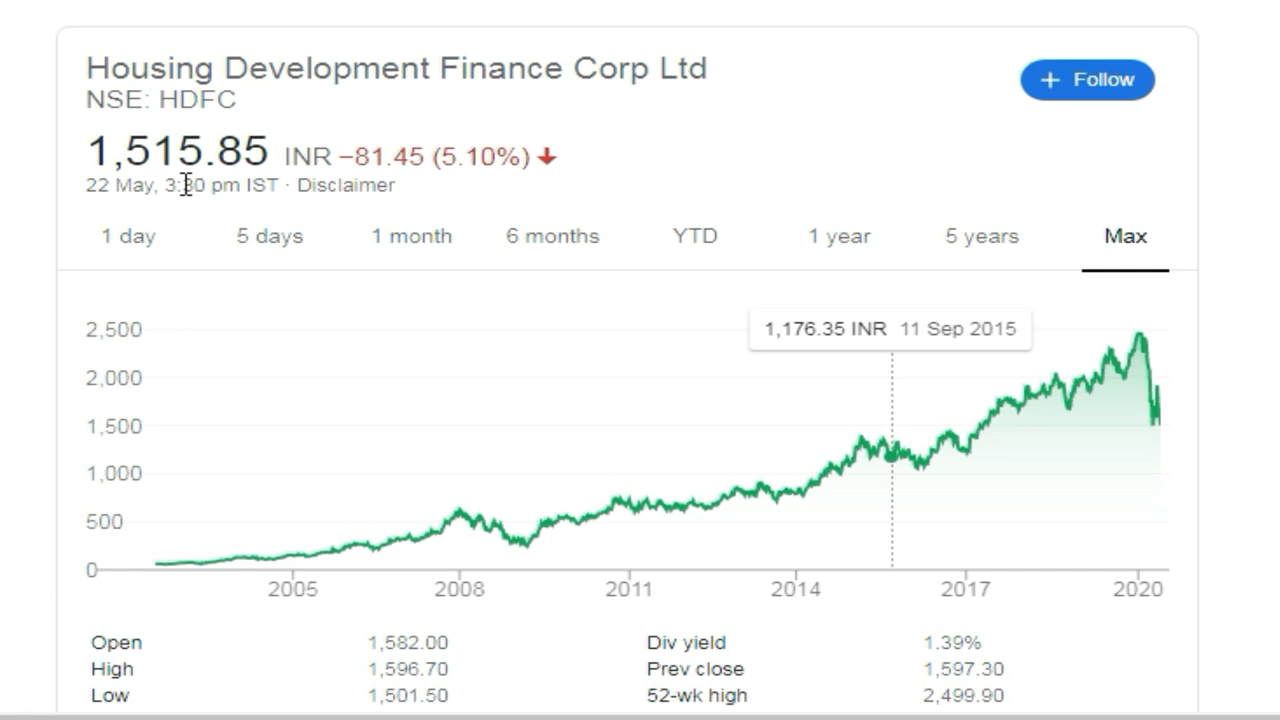 Housing Development Finance Corp Ltd
NSE: HDFC
+ Follow
1,515.85 INR −81.45 (5.10%)
22 May, 3:30 pm IST · Disclaimer
1 day 5 days 1 month 6 months YTD 1 year 5 years Max
1,176.35 INR 11 Sep 2015
2,500
2,000
1,500
1,000
500
0
2005 2008 2011 2014 2017 2020
Open 1,582.00 Div yield 1.39%
High 1,596.70 Prev close 1,597.30
Low 1,501.50 52-wk high 2,499.90